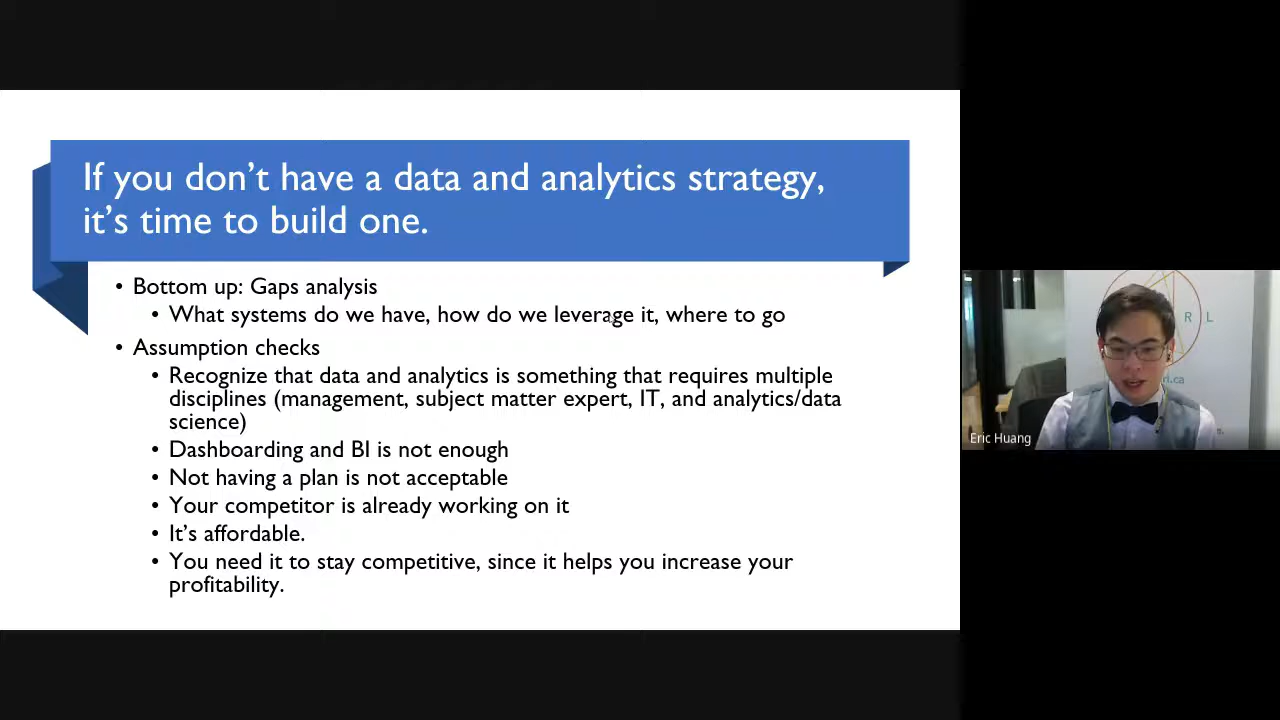 If you don’t have a data and analytics strategy,
it’s time to build one.
• Bottom up: Gaps analysis
• What systems do we have, how do we leverage it, where to go
• Assumption checks
• Recognize that data and analytics is something that requires multiple
disciplines (management, subject matter expert, IT, and analytics/data
science)
• Dashboarding and BI is not enough
• Not having a plan is not acceptable
• Your competitor is already working on it
• It’s affordable.
• You need it to stay competitive, since it helps you increase your
profitability.
R L
Eric Huang